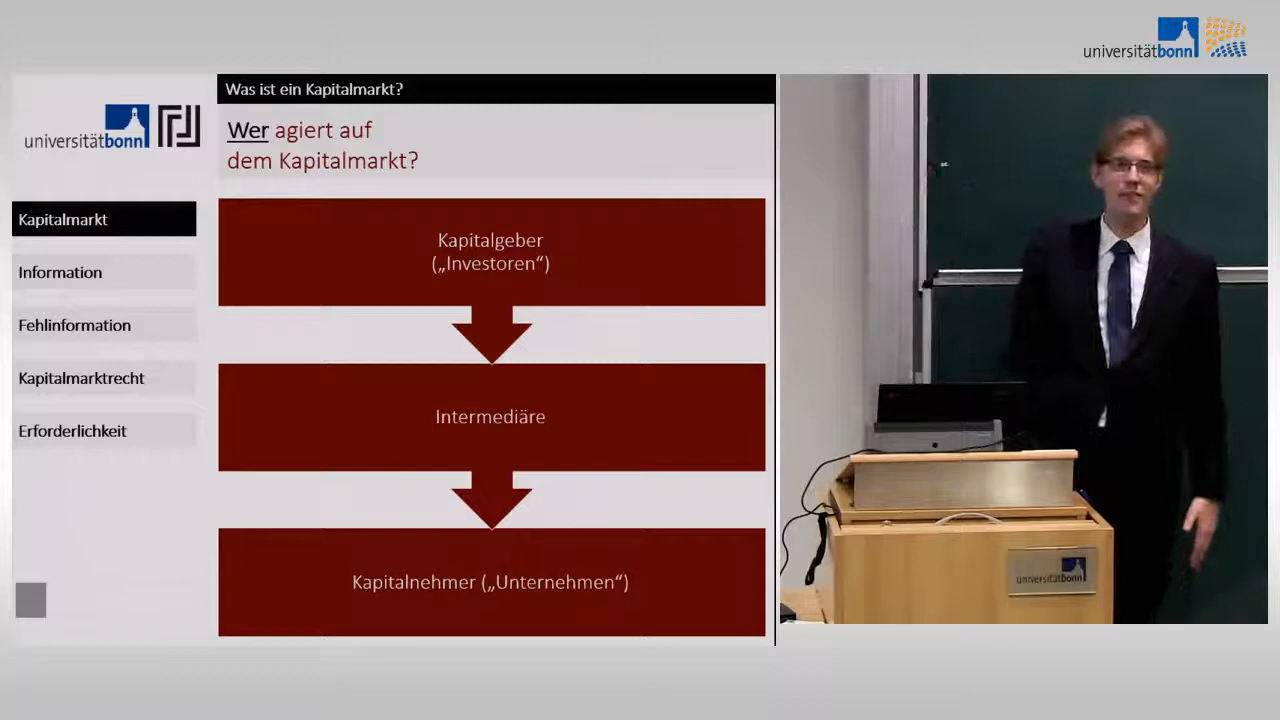 universitätbonn
Was ist ein Kapitalmarkt?
universitätbonn
Wer agiert auf
dem Kapitalmarkt?
Kapitalmarkt
Information
Fehlinformation
Kapitalmarktrecht
Erforderlichkeit
Kapitalgeber
(„Investoren“)
Intermediäre
Kapitalnehmer („Unternehmen“)
universitätbonn